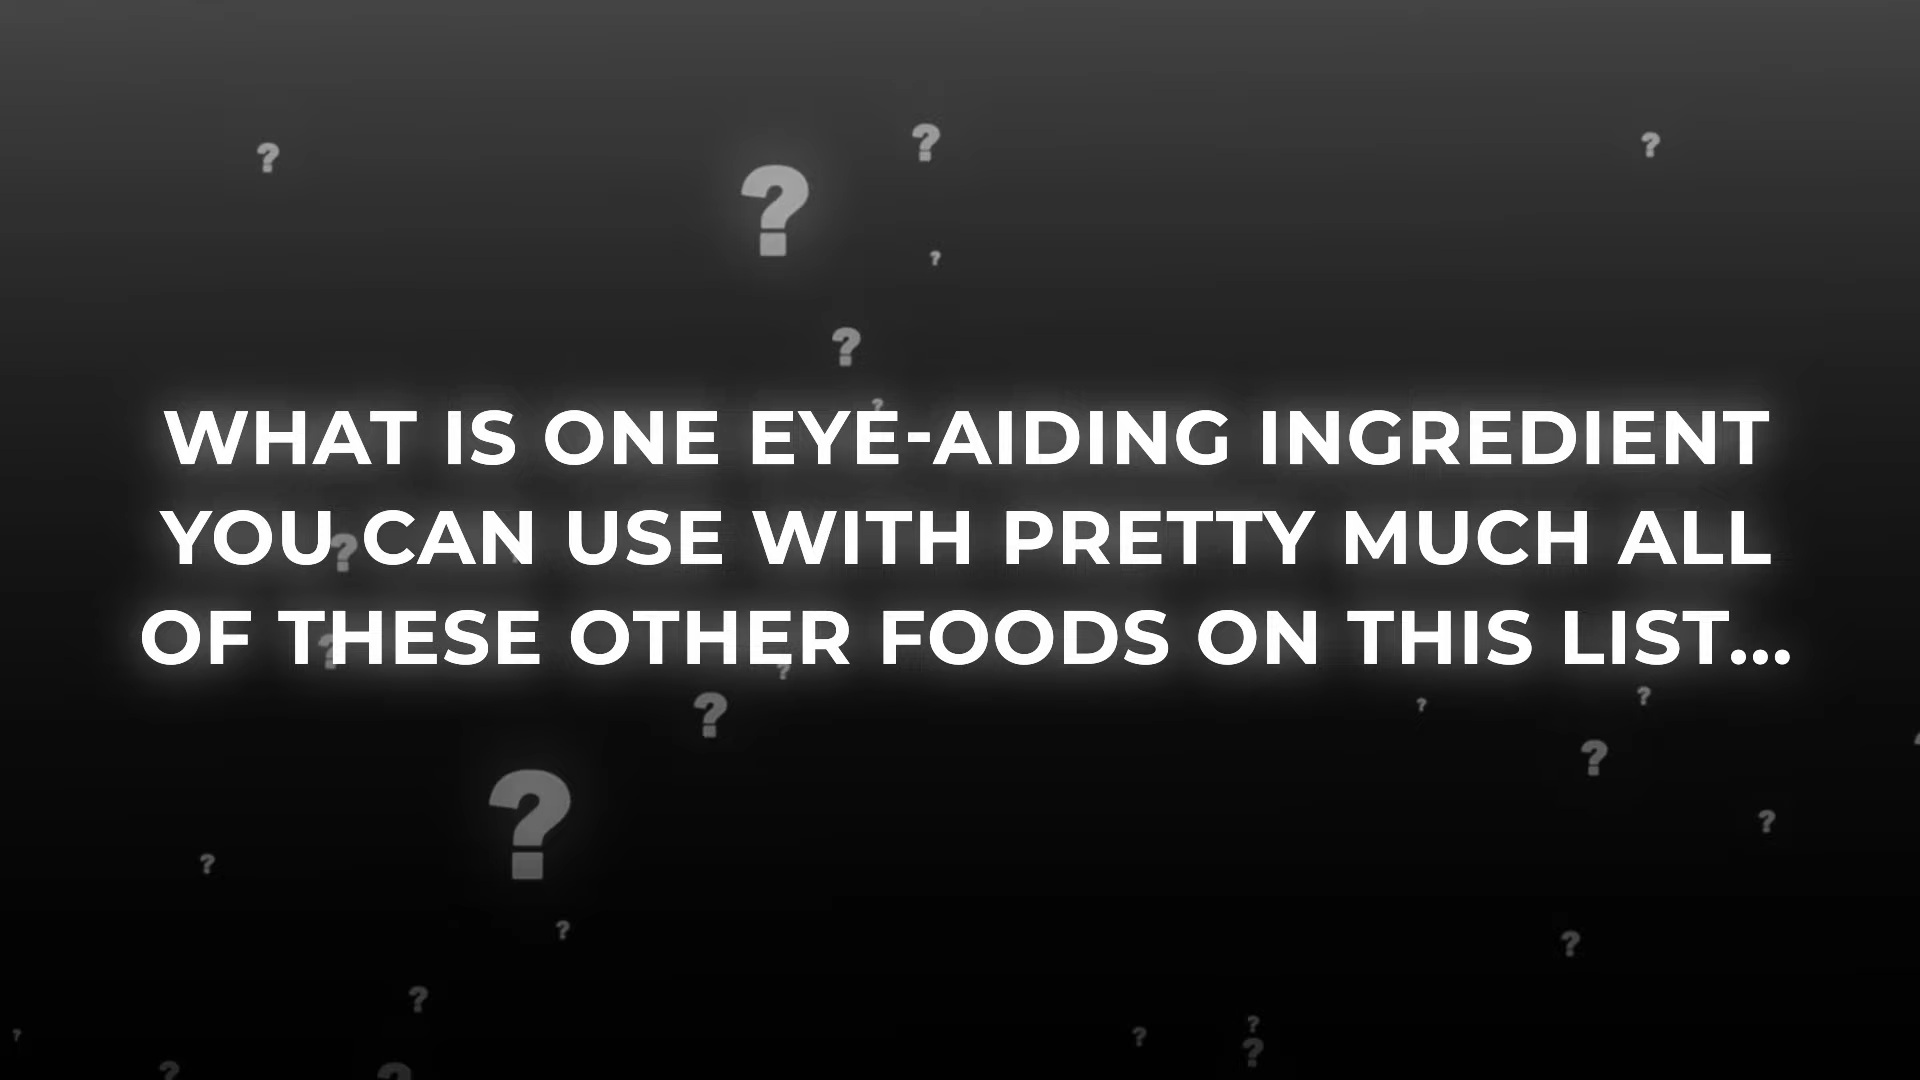 WHAT IS ONE EYE-AIDING INGREDIENT
YOU CAN USE WITH PRETTY MUCH ALL
OF THESE OTHER FOODS ON THIS LIST...